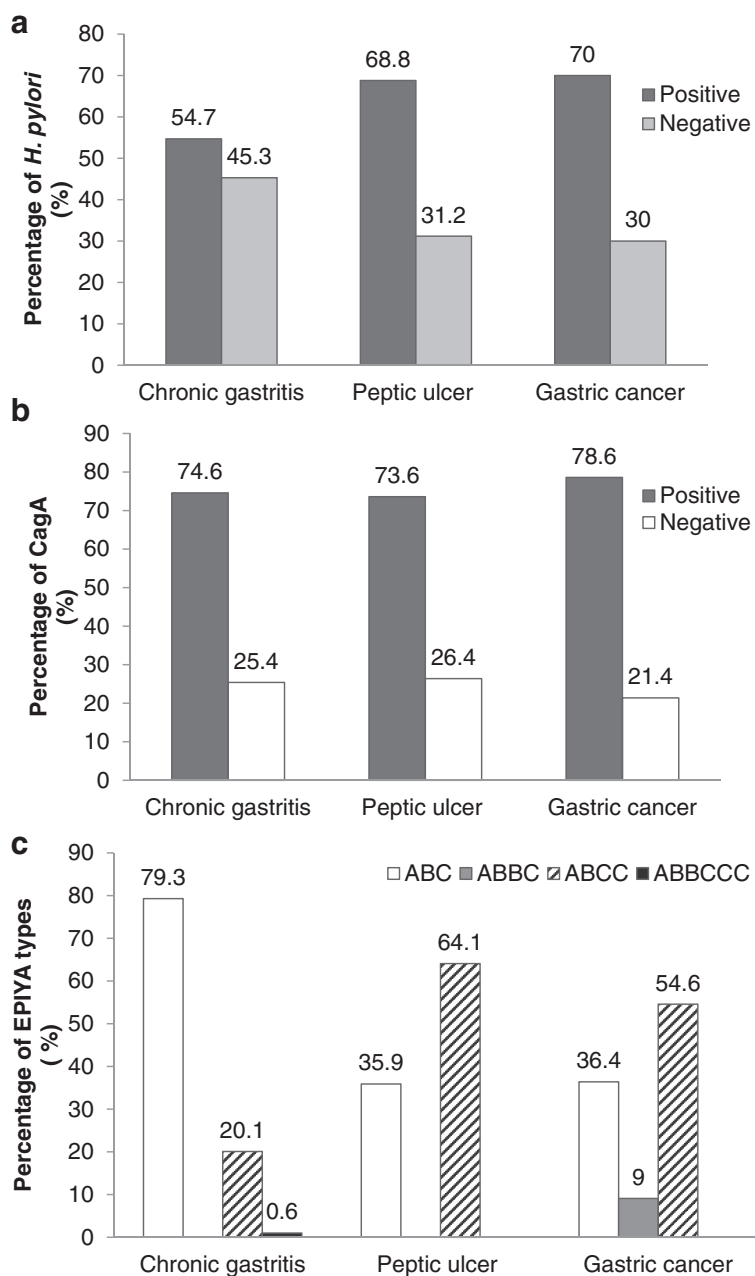 a
Percentage of H. pylori
(%)
80
70
60
50
40
30
20
10
0
54.7
45.3
68.8
31.2
70
30
Positive
Negative
Chronic gastritis
Peptic ulcer
Gastric cancer
b
Percentage of CagA
(%)
90
80
70
60
50
40
30
20
10
0
74.6
25.4
73.6
26.4
78.6
21.4
Positive
Negative
Chronic gastritis
Peptic ulcer
Gastric cancer
c
Percentage of EPIYA types
( %)
90
80
70
60
50
40
30
20
10
0
ABC
ABBC
ABCC
ABBCCC
79.3
20.1
0.6
35.9
64.1
36.4
9
54.6
Chronic gastritis
Peptic ulcer
Gastric cancer